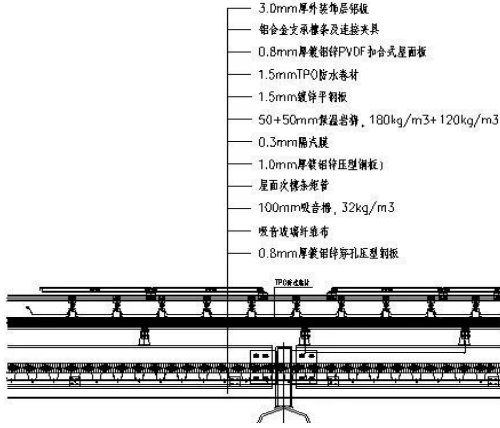 3.0mm厚外装饰层铝板
铝合金支承檩条及连接夹具
0.8mm厚镀铝锌PVDF扣合式屋面板
1.5mmTPO防水卷材
1.5mm镀锌平钢板
50+50mm保温岩棉，180kg/m3+120kg/m3
0.3mm隔汽膜
1.0mm厚镀铝锌压型钢板)
屋面次檩条矩管
100mm吸音棉，32kg/m3
吸音玻璃纤维布
0.8mm厚镀铝锌穿孔压型钢板
TPO防水卷材